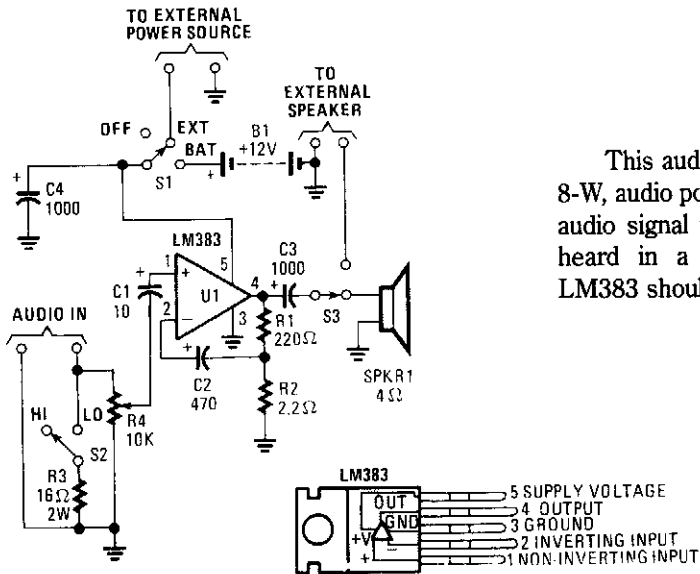 TO EXTERNAL
POWER SOURCE
TO
EXTERNAL
SPEAKER
OFF
EXT
BAT
B1
+12V
+
S1
+
C4
1000
LM383
C3
1000
+
1
+
5
4
U1
C1
10
+
2
−
3
S3
R1
220Ω
+
C2
470
R2
2.2Ω
SPKR1
4Ω
AUDIO IN
HI
LO
R4
10K
S2
R3
16Ω
2W
LM383
OUT
GND
+V
−
+
5 SUPPLY VOLTAGE
4 OUTPUT
3 GROUND
2 INVERTING INPUT
1 NON-INVERTING INPUT
This aud
8-W, audio po
audio signal
heard in a
LM383 shoul